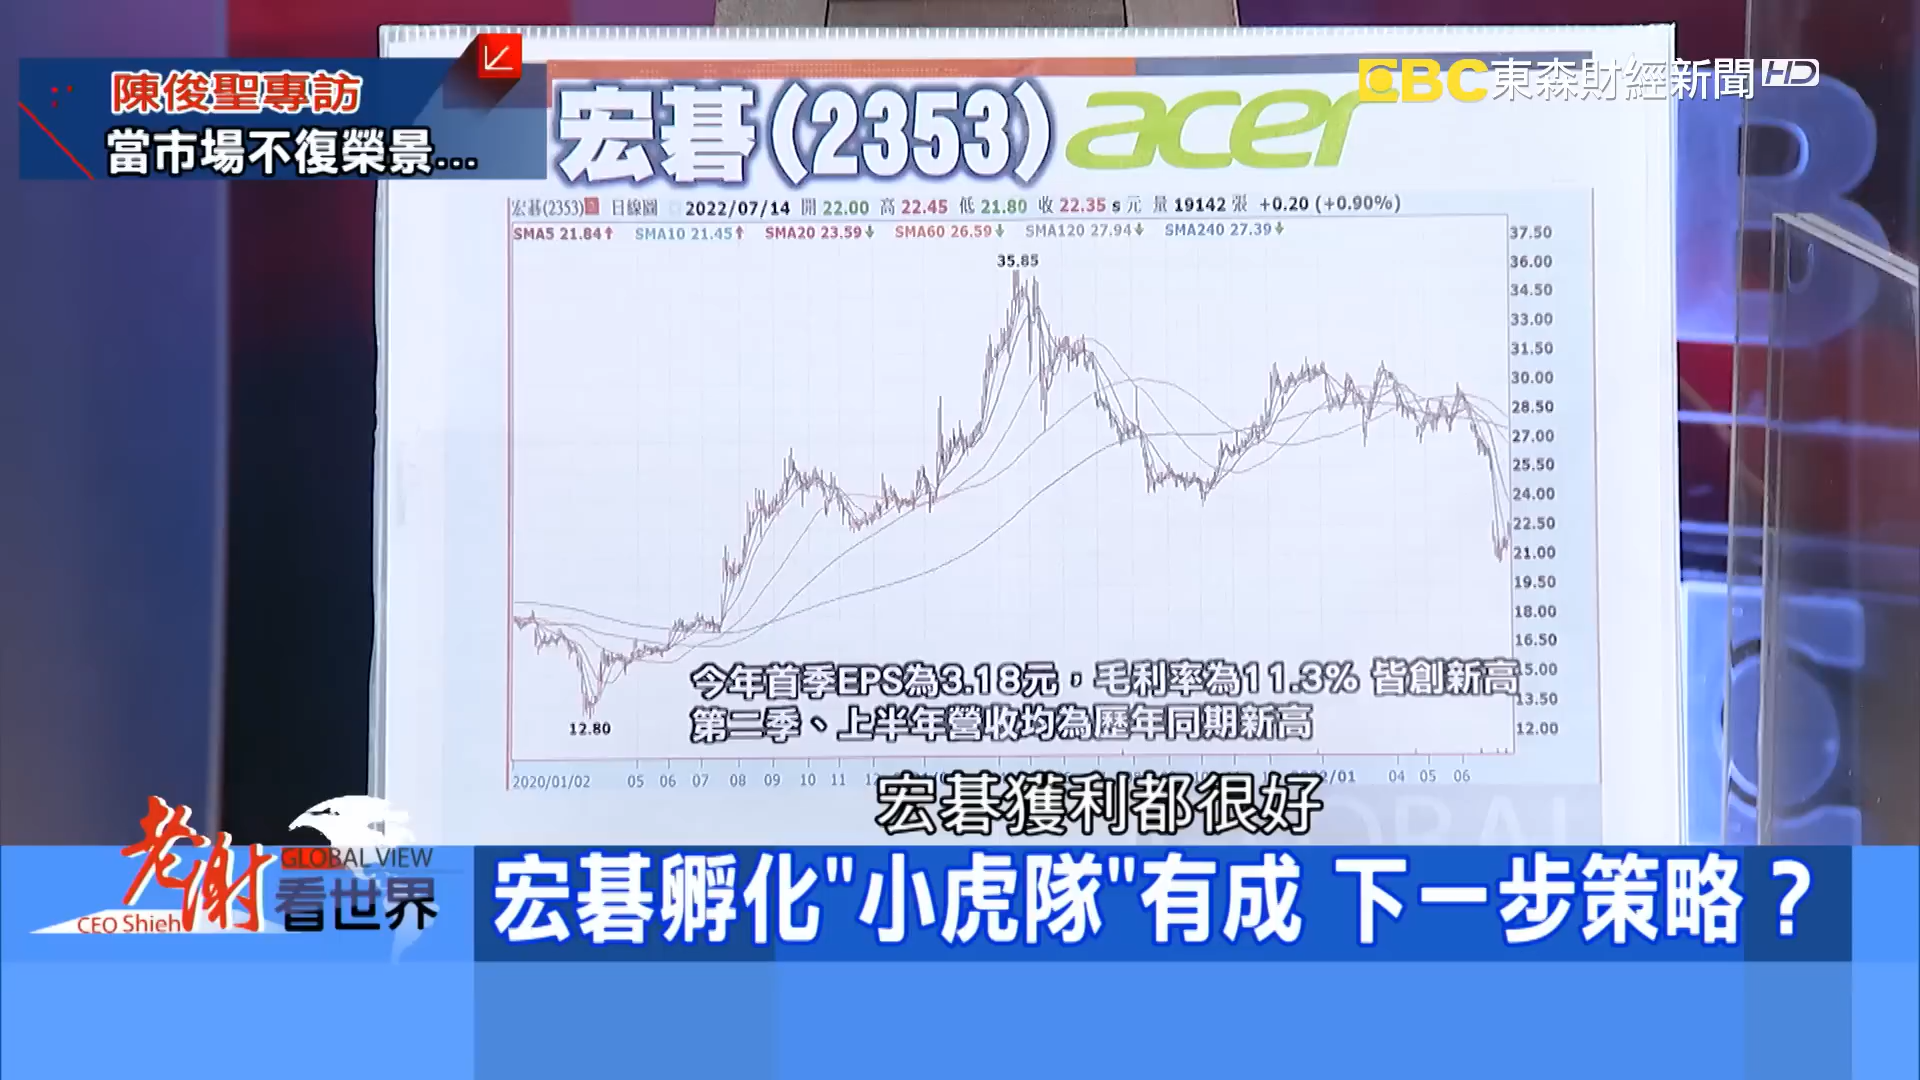 陳俊聖專訪
當市場不復榮景...
EBC東森財經新聞HD
宏碁(2353) acer
宏碁(2353) 日線圖 2022/07/14 開 22.00 高 22.45 低 21.80 收 22.35 s 元 量 19142 張 +0.20 (+0.90%)
SMA5 21.84↑ SMA10 21.45↑ SMA20 23.59↓ SMA60 26.59↓ SMA120 27.94↓ SMA240 27.39↓
37.50
35.85
36.00
34.50
33.00
31.50
30.00
28.50
27.00
25.50
24.00
22.50
21.00
19.50
18.00
16.50
15.00
13.50
12.00
12.80
今年首季EPS為3.18元，毛利率為11.3% 皆創新高
第二季、上半年營收均為歷年同期新高
2020/01/02 05 06 07 08 09 10 11 04 05 06
宏碁獲利都很好
老謝看世界
GLOBAL VIEW
CEO Shieh
宏碁孵化"小虎隊"有成 下一步策略？